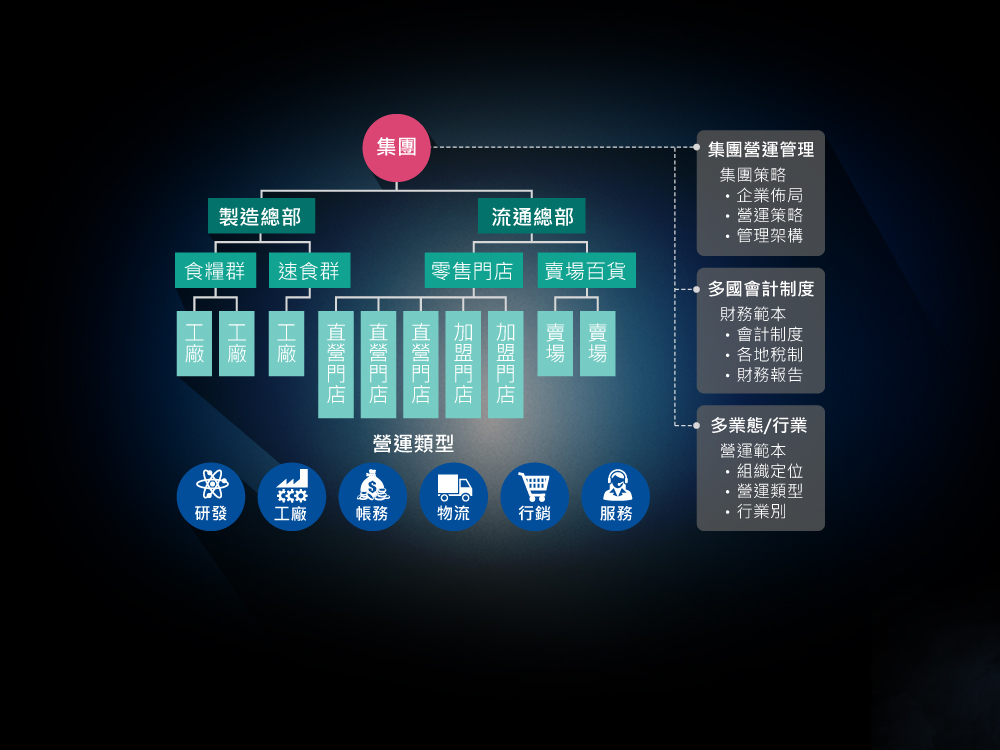 集團
製造總部
流通總部
食糧群
速食群
零售門店
賣場百貨
工廠
工廠
工廠
直營門店
直營門店
直營門店
加盟門店
加盟門店
賣場
賣場
營運類型
研發
工廠
帳務
物流
行銷
服務
集團營運管理
集團策略
・企業佈局
・營運策略
・管理架構
多國會計制度
財務範本
・會計制度
・各地稅制
・財務報告
多業態/行業
營運範本
・組織定位
・營運類型
・行業別